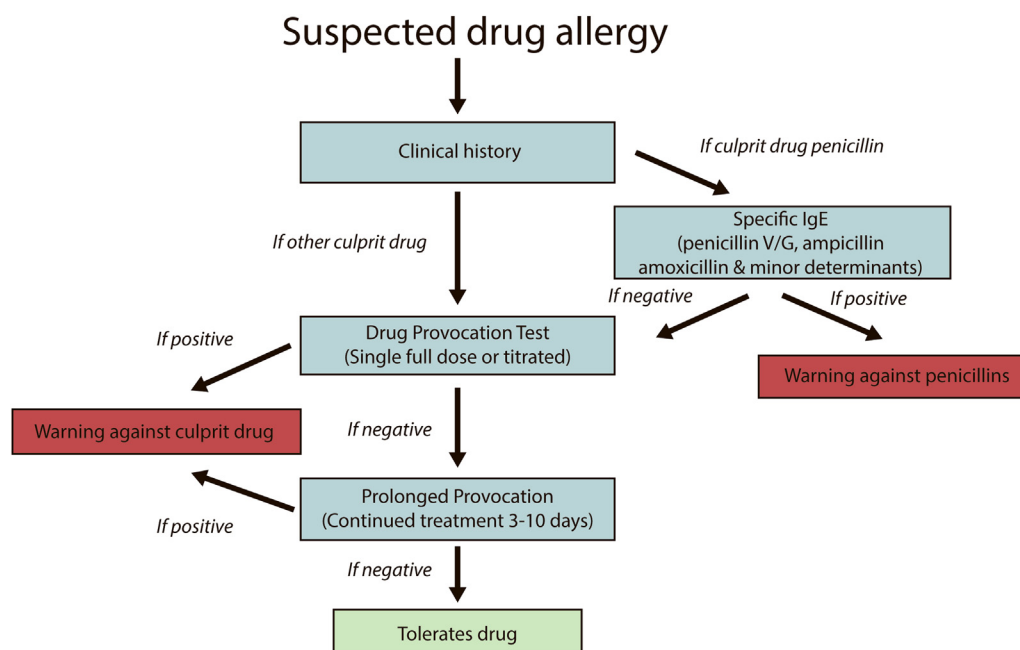 Suspected drug allergy
Clinical history
If culprit drug penicillin
Specific IgE
(penicillin V/G, ampicillin
amoxicillin & minor determinants)
If other culprit drug
If negative
If positive
Drug Provocation Test
(Single full dose or titrated)
If positive
Warning against penicillins
Warning against culprit drug
If negative
Prolonged Provocation
(Continued treatment 3-10 days)
If positive
If negative
Tolerates drug